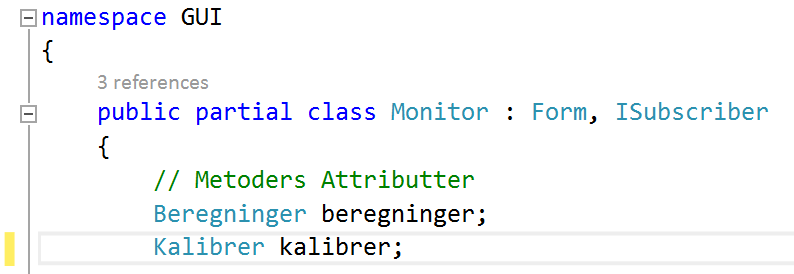 namespace GUI
{
3 references
public partial class Monitor : Form, ISubscriber
{
// Metoders Attributter
Beregninger beregninger;
Kalibrer kalibrer;